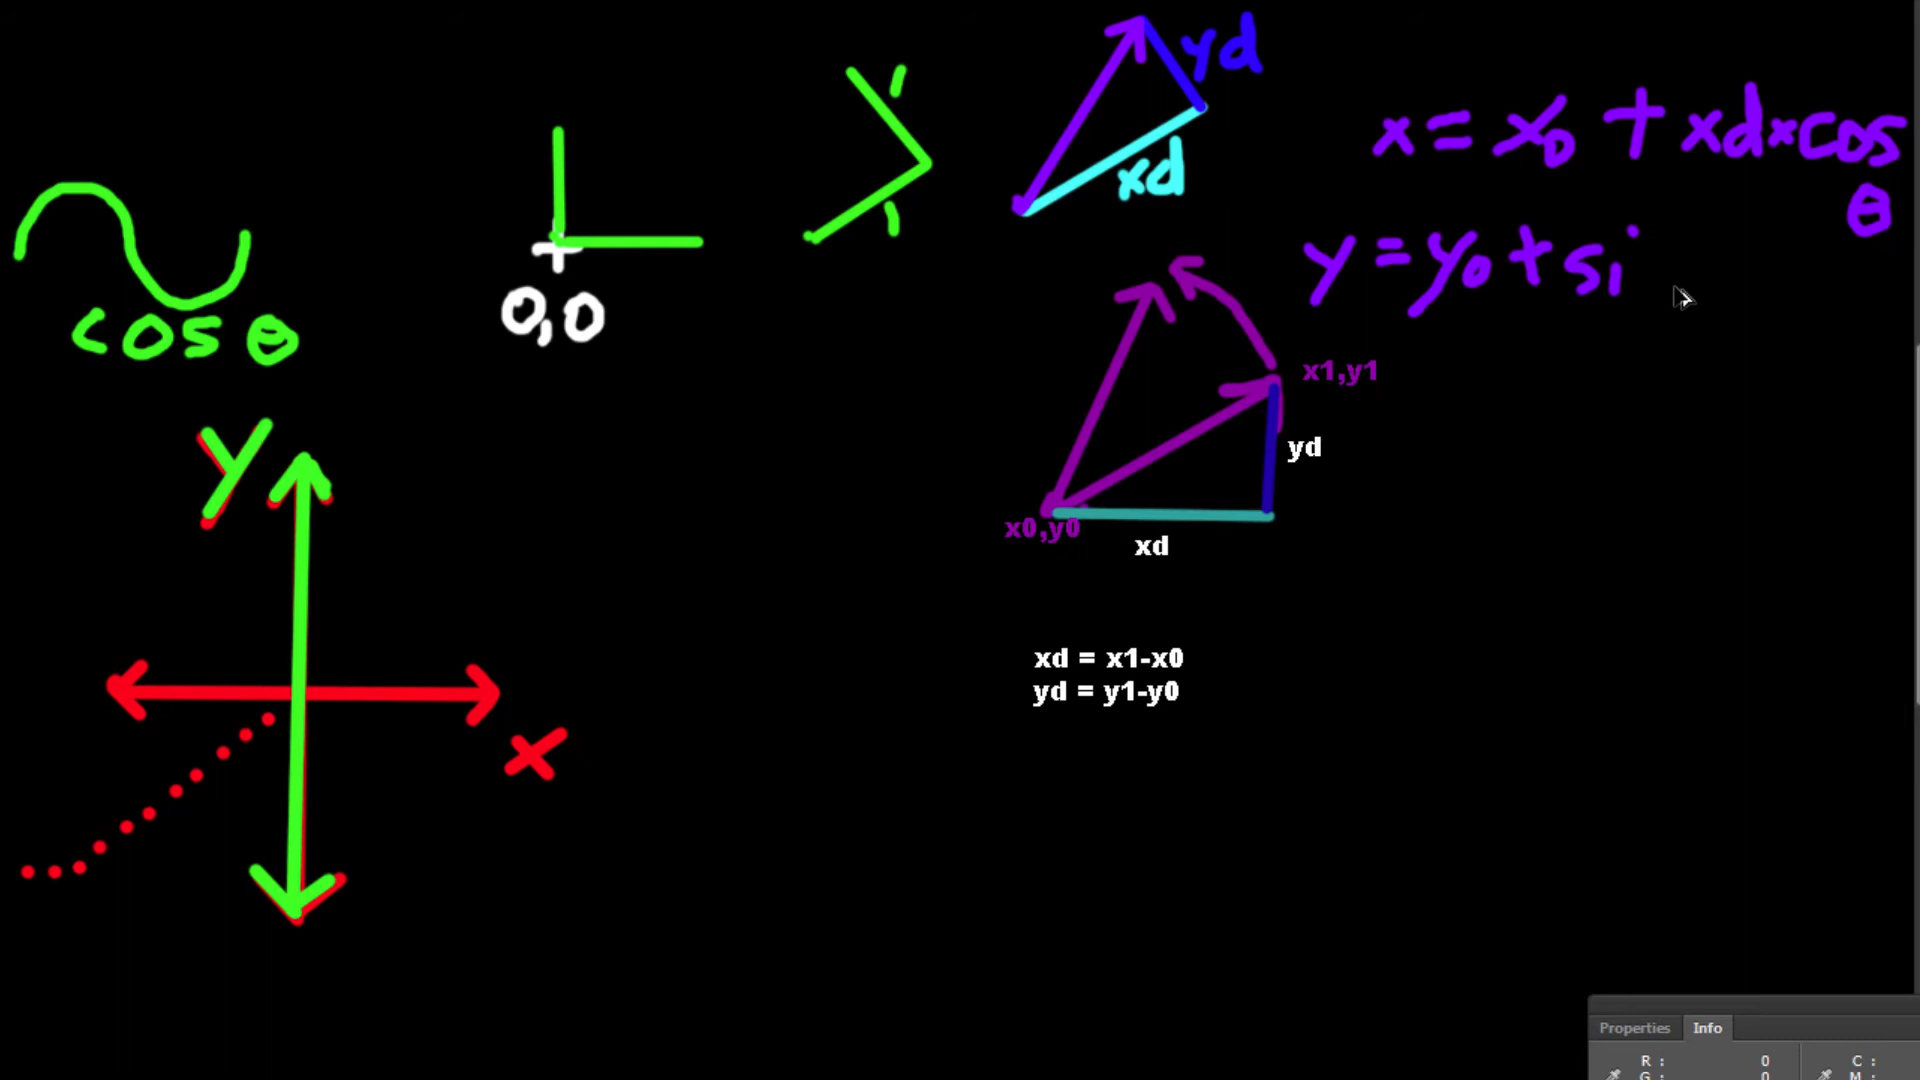 yd
x = x0 + xd×cos
θ
xd
y = y0 + si
cos θ
0,0
x1,y1
y
yd
x0,y0
xd
xd = x1-x0
yd = y1-y0
x
Properties
Info
R :
0
C :
G :
0
M :